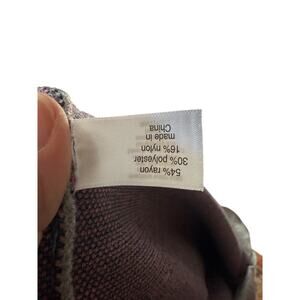 54% rayon
30% polyester
16% nylon
made in
China